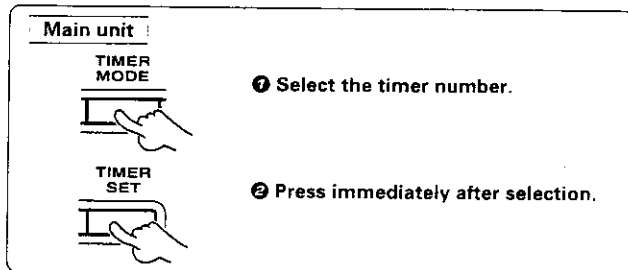 Main unit
TIMER
MODE
❶ Select the timer number.
TIMER
SET
❷ Press immediately after selection.